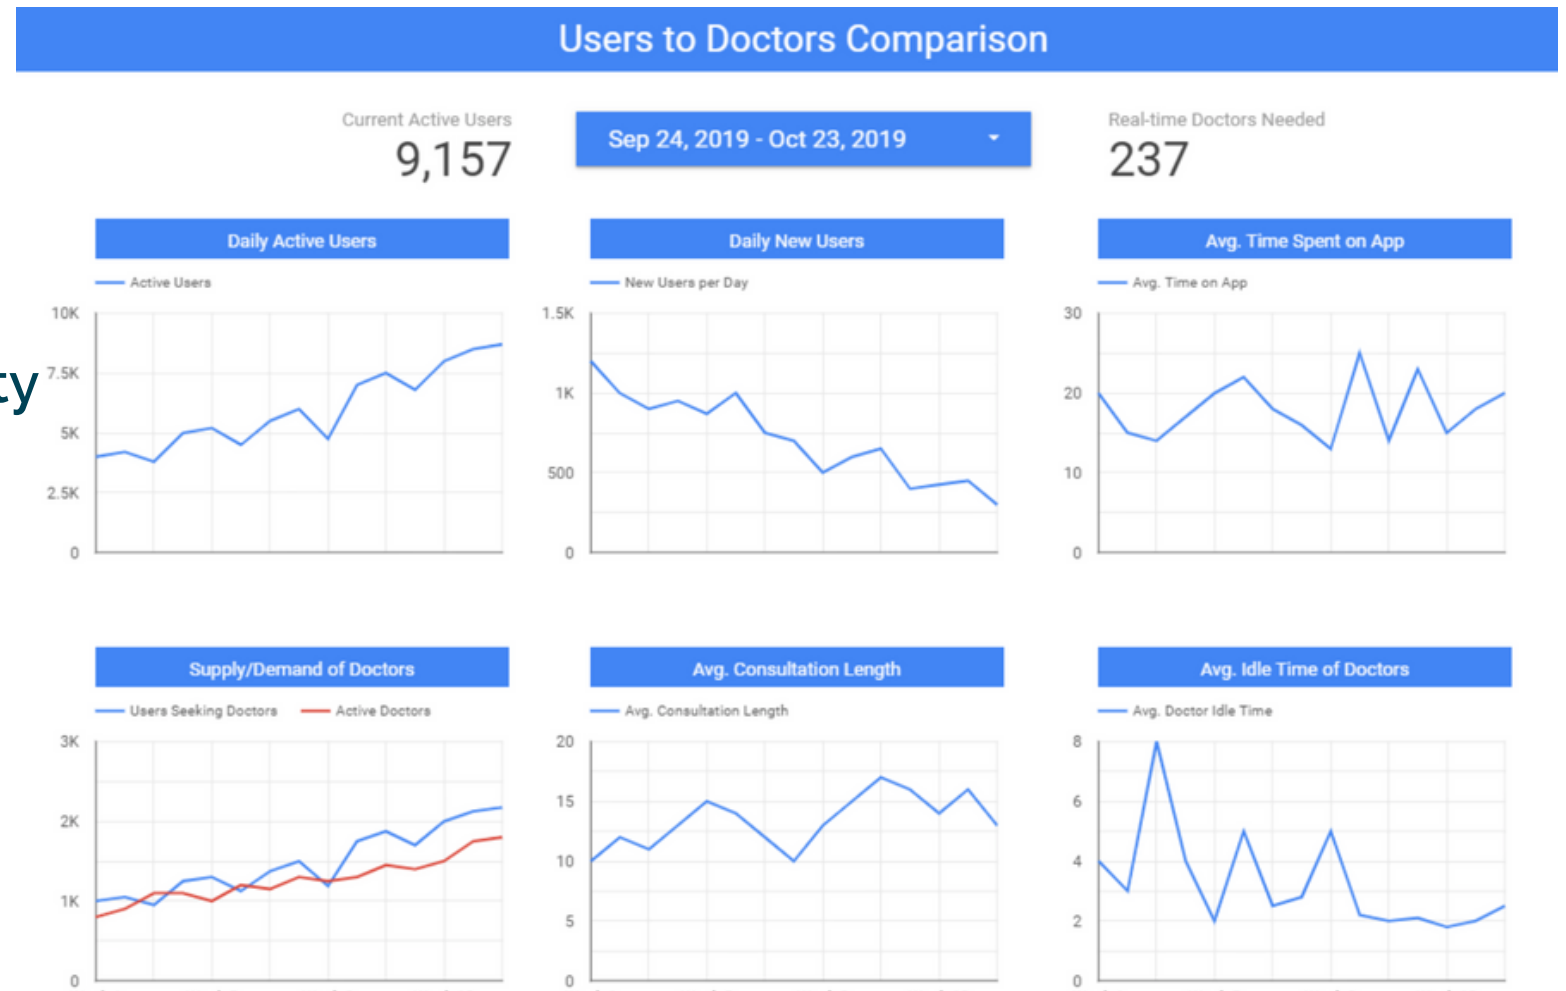 Users to Doctors Comparison
Current Active Users
9,157
Sep 24, 2019 - Oct 23, 2019
Real-time Doctors Needed
237
ty
Daily Active Users
Active Users
10K
7.5K
5K
2.5K
0
Daily New Users
New Users per Day
1.5K
1K
500
0
Avg. Time Spent on App
Avg. Time on App
30
20
10
0
Supply/Demand of Doctors
Users Seeking Doctors Active Doctors
3K
2K
1K
0
Avg. Consultation Length
Avg. Consultation Length
20
15
10
5
0
Avg. Idle Time of Doctors
Avg. Doctor Idle Time
8
6
4
2
0